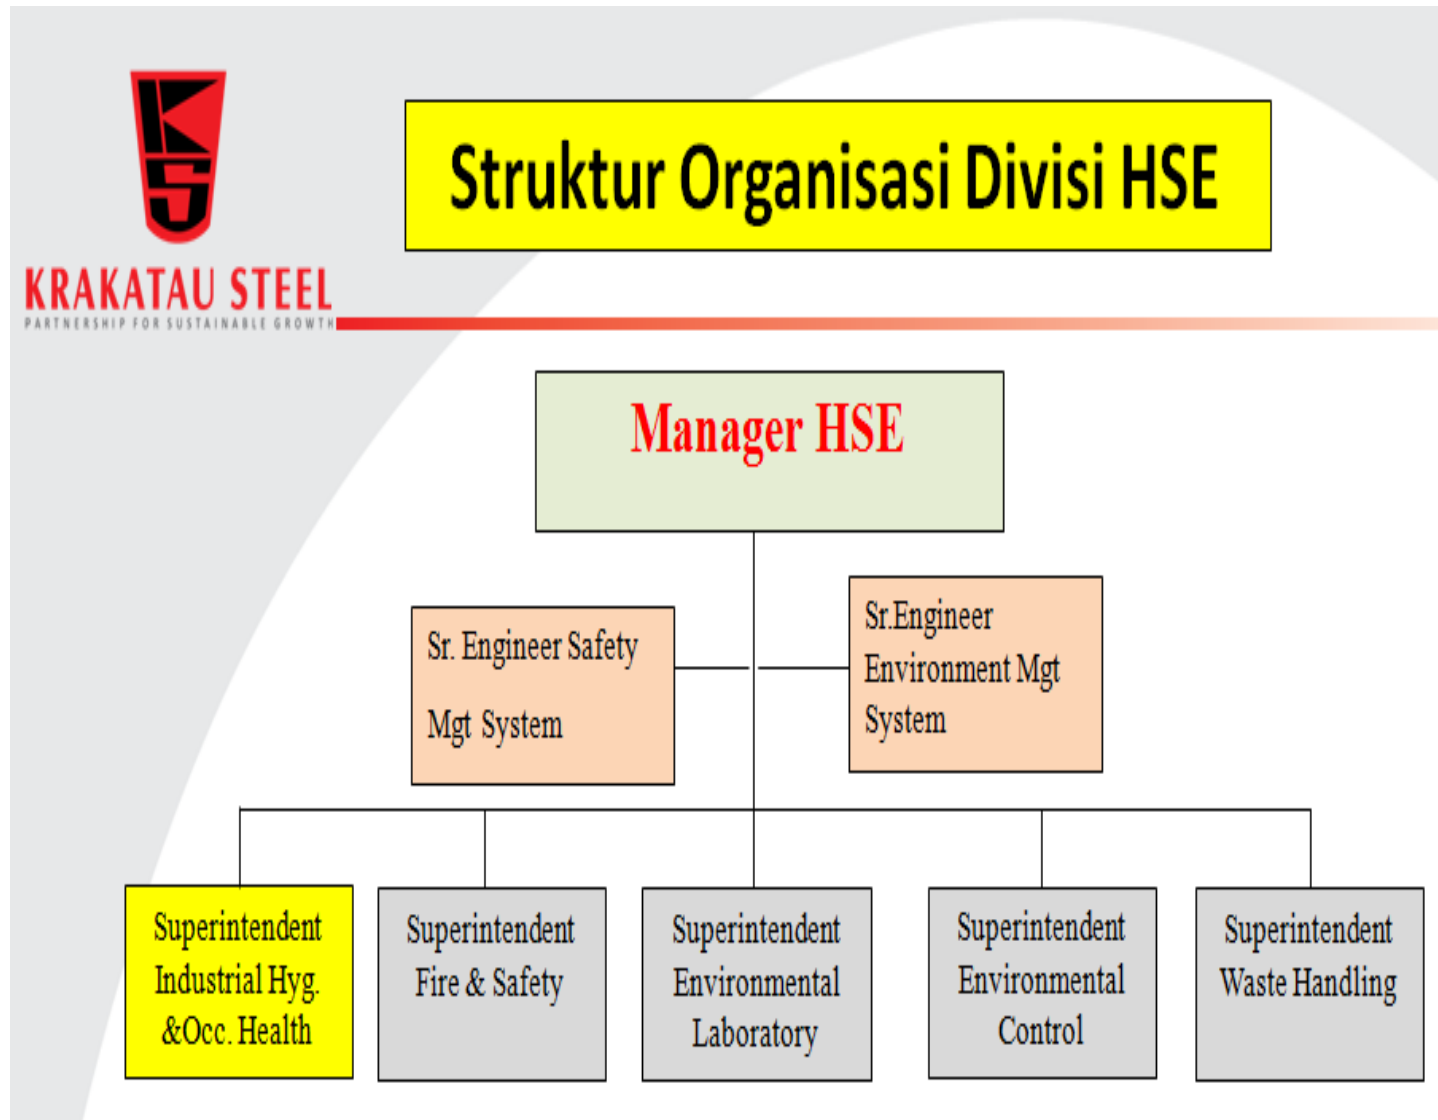 KS
KRAKATAU STEEL
PARTNERSHIP FOR SUSTAINABLE GROWTH
Struktur Organisasi Divisi HSE
Manager HSE
Sr. Engineer Safety
Mgt System
Sr.Engineer
Environment Mgt
System
Superintendent
Industrial Hyg.
&Occ. Health
Superintendent
Fire & Safety
Superintendent
Environmental
Laboratory
Superintendent
Environmental
Control
Superintendent
Waste Handling